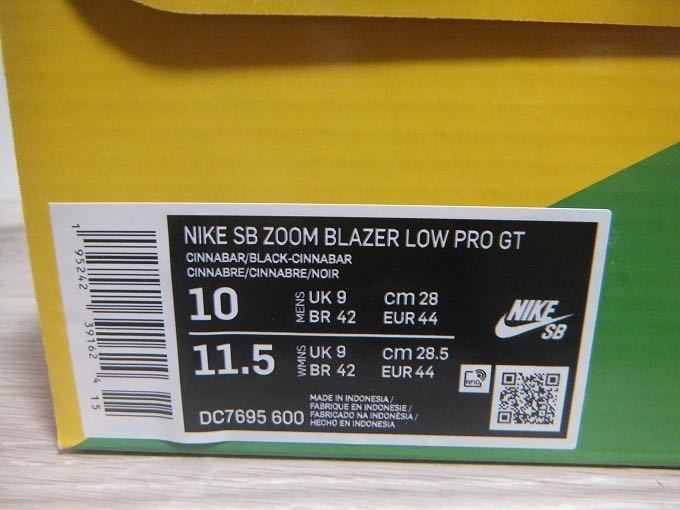 NIKE SB ZOOM BLAZER LOW PRO GT
CINNABAR/BLACK-CINNABAR
CINNABRE/CINNABRE/NOIR
10 MENS UK 9 cm 28
BR 42 EUR 44
11.5 WMNS UK 9 cm 28.5
BR 42 EUR 44
NIKE
SB
RFID
DC7695 600
MADE IN INDONESIA /
FABRIQUE EN INDONESIE /
FABRICADO NA INDONÉSIA /
HECHO EN INDONESIA
1 95242 39162 4 15